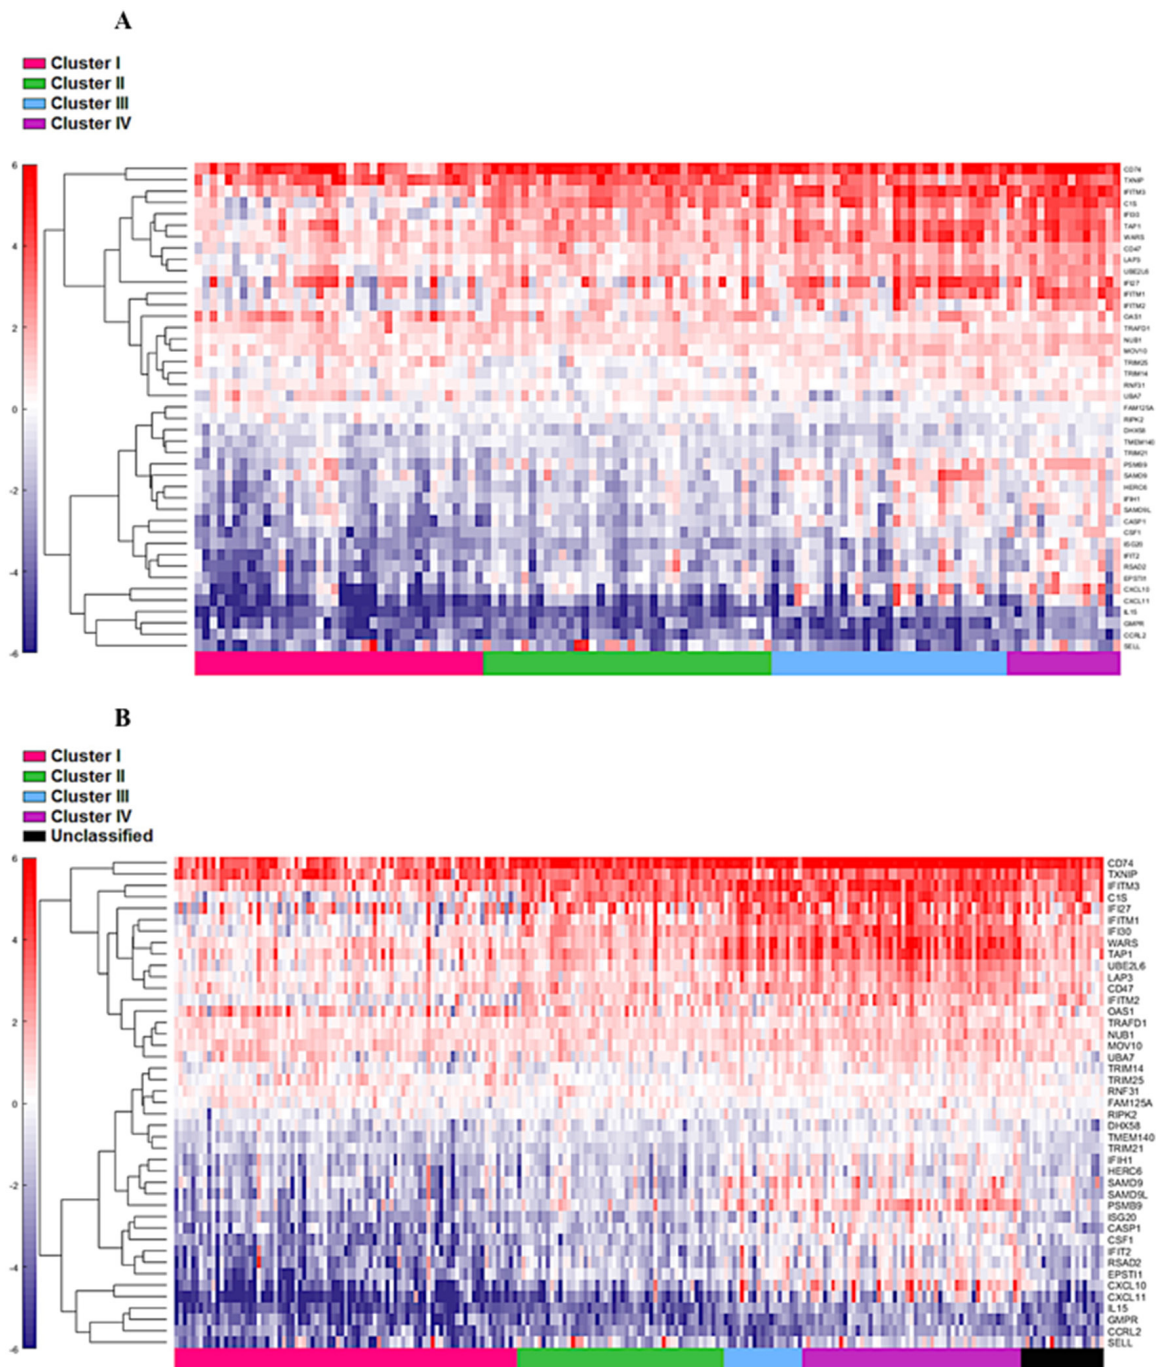 A
Cluster I
Cluster II
Cluster III
Cluster IV
6
4
2
0
-2
-4
-6
CD74
TXNIP
IFITM3
C1S
IFI30
TAP1
WARS
CD47
LAP3
UBE2L6
IFI27
IFITM1
IFITM2
OAS1
TRAFD1
NUB1
MOV10
TRIM25
TRIM14
RNF31
UBA7
FAM125A
RIPK2
DHX58
TMEM140
TRIM21
PSMB9
SAMD9
HERC6
IFIH1
SAMD9L
CASP1
CSF1
ISG20
IFIT2
RSAD2
EPSTI1
CXCL10
CXCL11
IL15
GMPR
CCRL2
SELL
B
Cluster I
Cluster II
Cluster III
Cluster IV
Unclassified
6
4
2
0
-2
-4
-6
CD74
TXNIP
IFITM3
C1S
IFI27
IFITM1
IFI30
WARS
TAP1
UBE2L6
LAP3
CD47
IFITM2
OAS1
TRAFD1
NUB1
MOV10
UBA7
TRIM14
TRIM25
RNF31
FAM125A
RIPK2
DHX58
TMEM140
TRIM21
IFIH1
HERC6
SAMD9
SAMD9L
PSMB9
ISG20
CASP1
CSF1
IFIT2
RSAD2
EPSTI1
CXCL10
CXCL11
IL15
GMPR
CCRL2
SELL